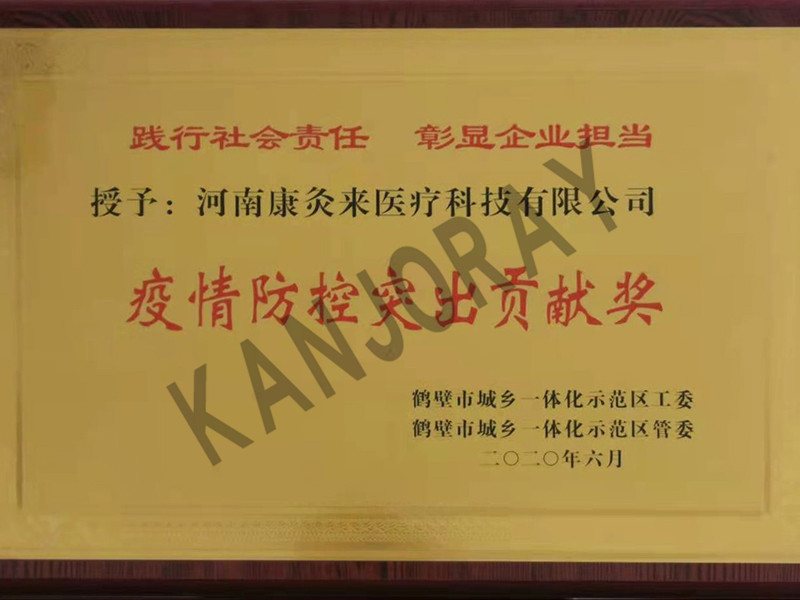 践行社会责任 彰显企业担当
授予：河南康灸来医疗科技有限公司
疫情防控突出贡献奖
KANJORAY
鹤壁市城乡一体化示范区工委
鹤壁市城乡一体化示范区管委
二〇二〇年六月